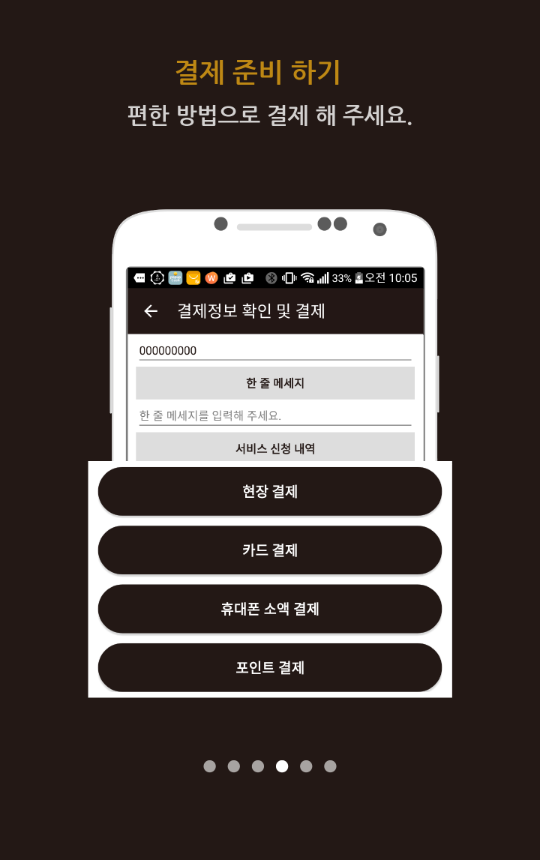 결제 준비 하기
편한 방법으로 결제 해 주세요.
33% 오전 10:05
결제정보 확인 및 결제
000000000
한 줄 메세지
한 줄 메세지를 입력해 주세요.
서비스 신청 내역
현장 결제
카드 결제
휴대폰 소액 결제
포인트 결제